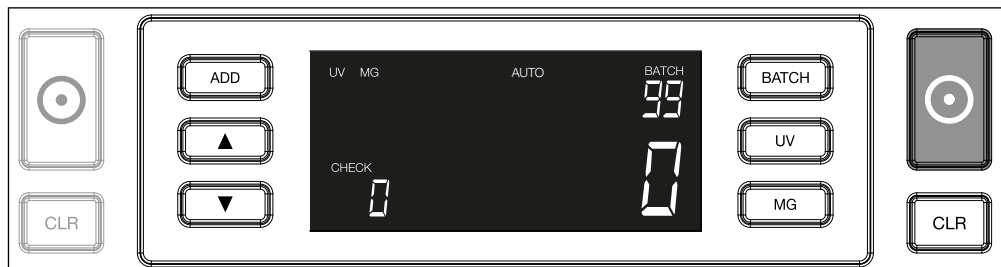 ADD
UV MG AUTO BATCH
99
BATCH
▲
UV
CHECK
0
0
▼
MG
CLR
CLR